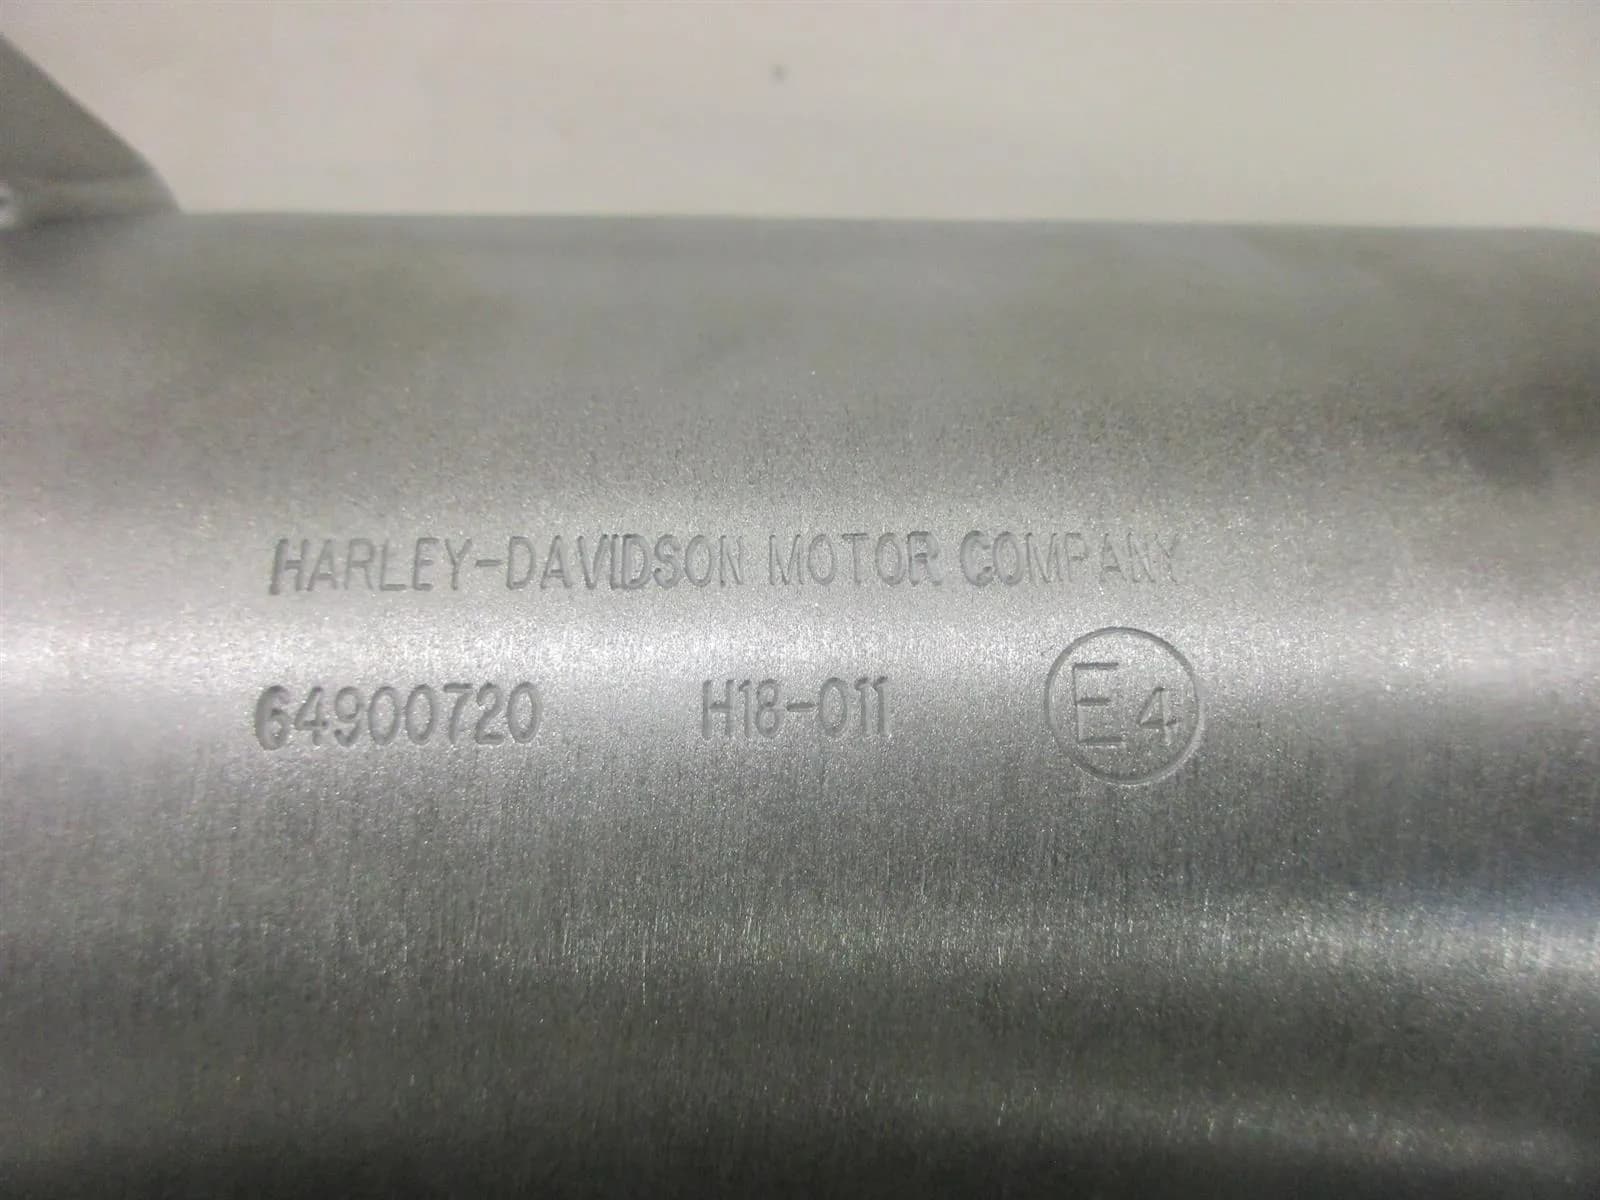 HARLEY-DAVIDSON MOTOR COMPANY
64900720 H18-011 E4